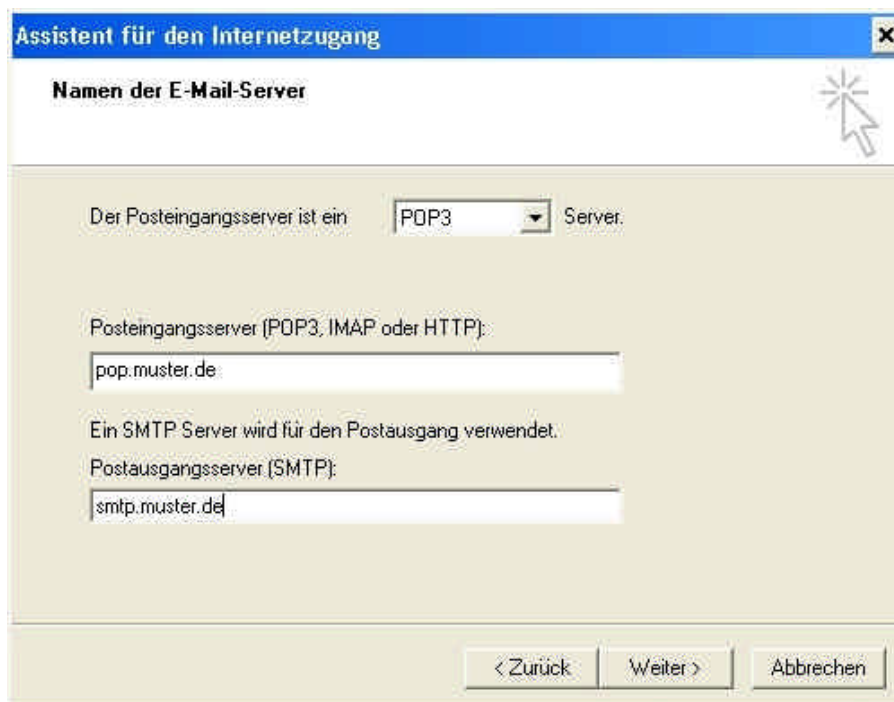 Assistent für den Internetzugang
Namen der E-Mail-Server
Der Posteingangsserver ist ein POP3 Server.
Posteingangsserver (POP3, IMAP oder HTTP):
pop.muster.de
Ein SMTP Server wird für den Postausgang verwendet.
Postausgangsserver (SMTP):
smtp.muster.de
< Zurück Weiter > Abbrechen